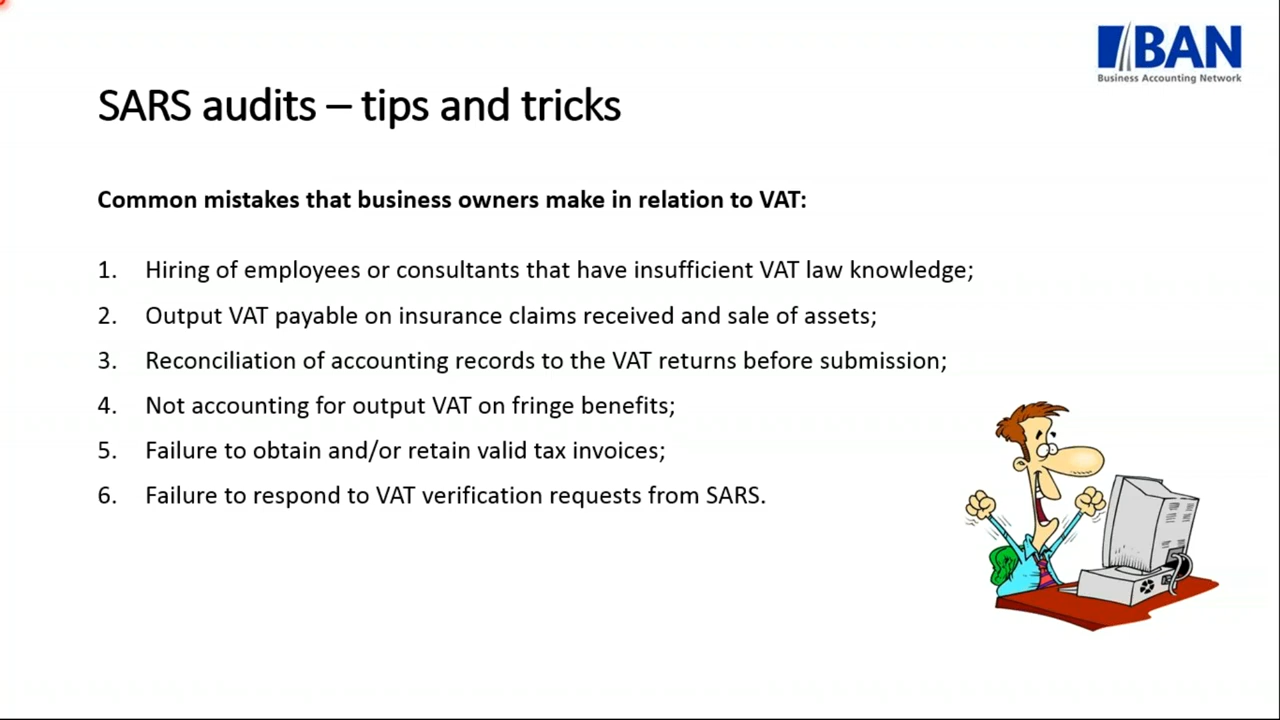 BAN
Business Accounting Network
SARS audits – tips and tricks
Common mistakes that business owners make in relation to VAT:
1. Hiring of employees or consultants that have insufficient VAT law knowledge;
2. Output VAT payable on insurance claims received and sale of assets;
3. Reconciliation of accounting records to the VAT returns before submission;
4. Not accounting for output VAT on fringe benefits;
5. Failure to obtain and/or retain valid tax invoices;
6. Failure to respond to VAT verification requests from SARS.